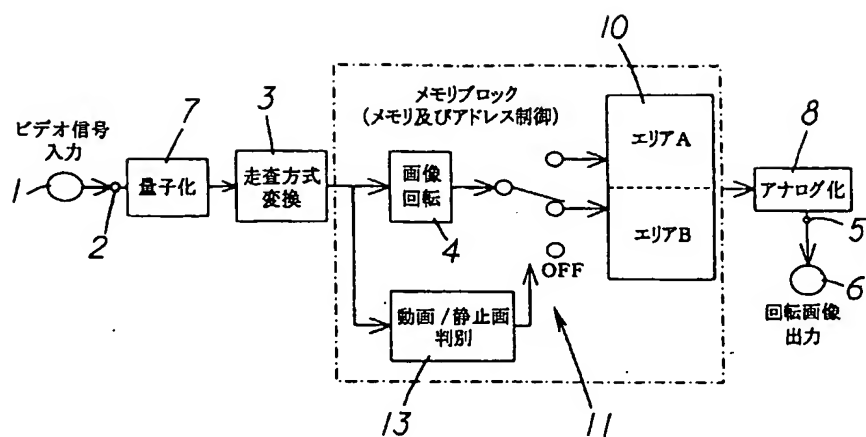 10
メモリブロック
(メモリ及びアドレス制御)
7
3
8
ビデオ信号
入力
エリアA
1
量子化
走査方式
変換
画像
回転
アナログ化
2
4
エリアB
5
OFF
6
動画/静止画
判別
回転画像
出力
13
11